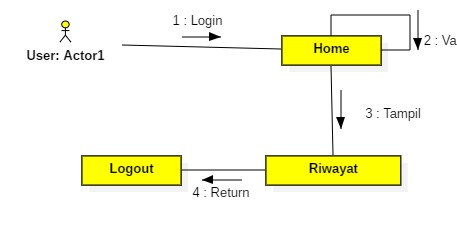 1 : Login
User: Actor1
Home
2 : Va
3 : Tampil
Logout
Riwayat
4 : Return